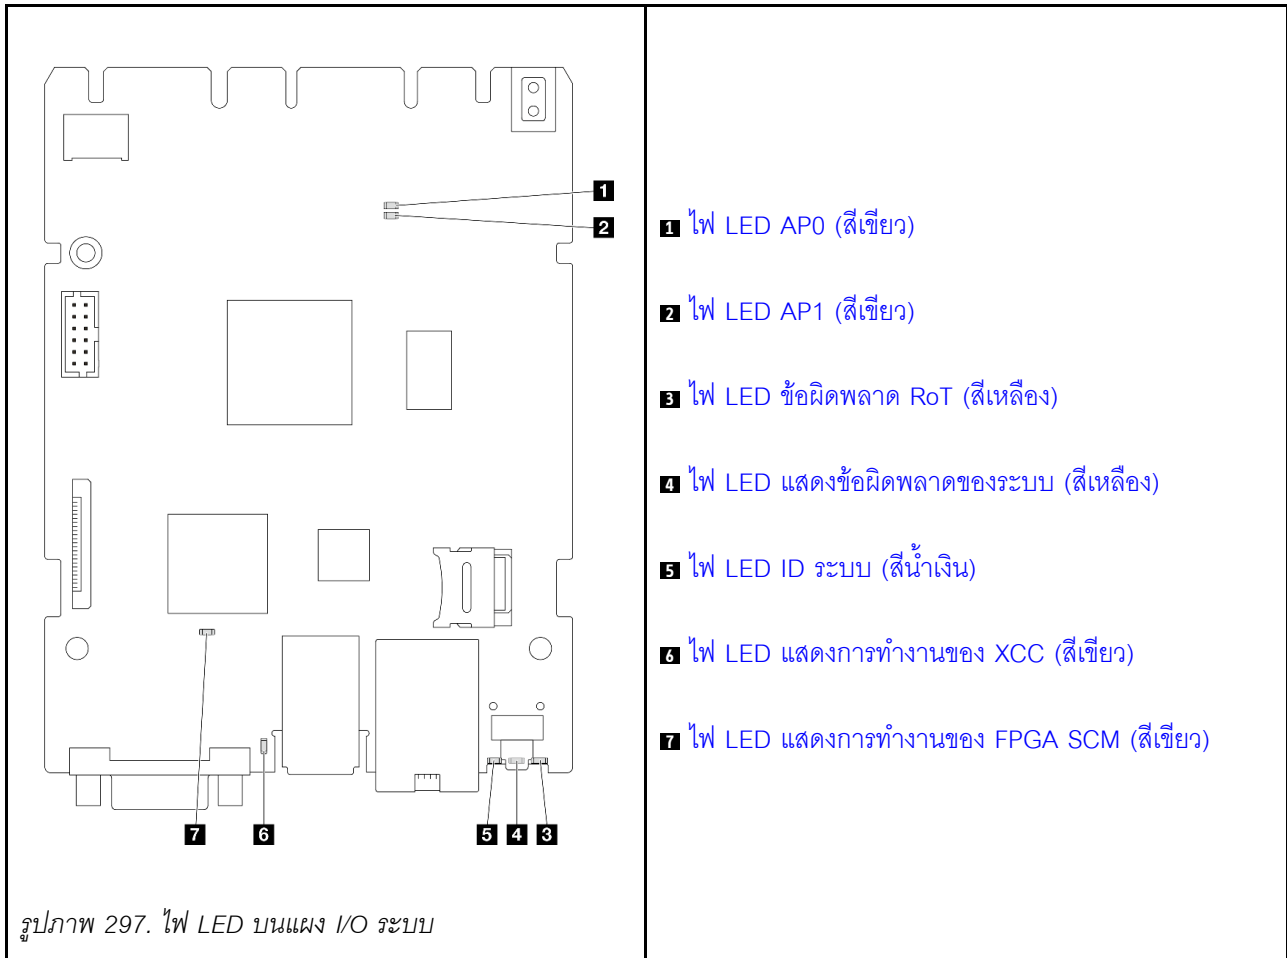 1
2
7
6
5 4 3
รูปภาพ 297. ไฟ LED บนแผง I/O ระบบ
1 ไฟ LED AP0 (สีเขียว)
2 ไฟ LED AP1 (สีเขียว)
3 ไฟ LED ข้อผิดพลาด RoT (สีเหลือง)
4 ไฟ LED แสดงข้อผิดพลาดของระบบ (สีเหลือง)
5 ไฟ LED ID ระบบ (สีน้ำเงิน)
6 ไฟ LED แสดงการทำงานของ XCC (สีเขียว)
7 ไฟ LED แสดงการทำงานของ FPGA SCM (สีเขียว)